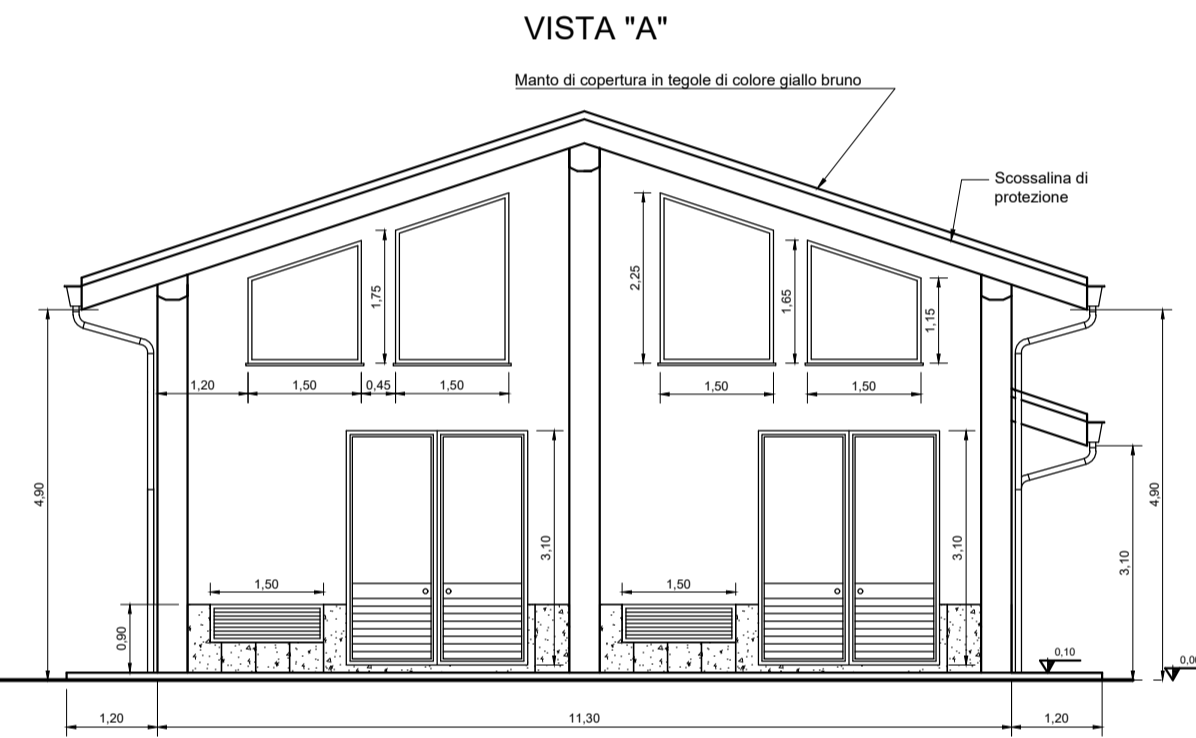 VISTA "A"
Manto di copertura in tegole di colore giallo bruno
Scossalina di
protezione
2,25
1,75
1,65
1,15
1,20 1,50 0,45 1,50
1,50 1,50
4,90
4,90
3,10
3,10
3,10
1,50
1,50
0,90
0,10
1,20 11,30 1,20